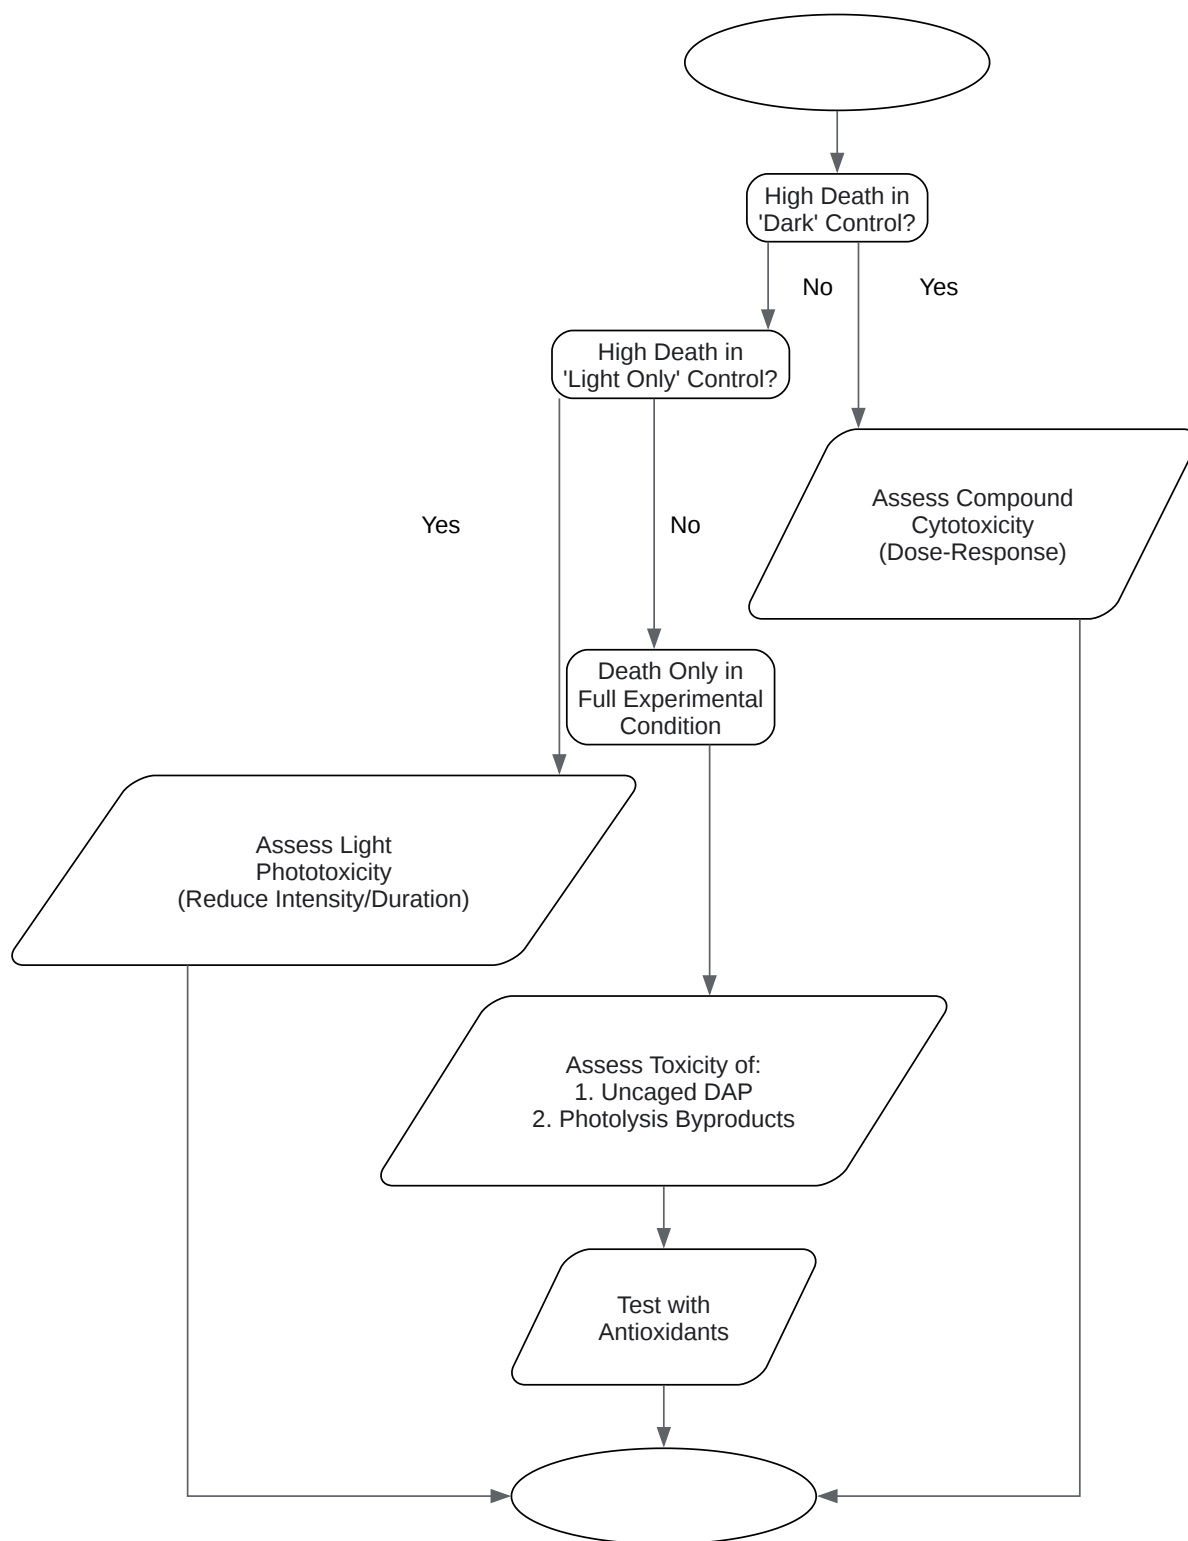 High Death in
'Dark' Control?
No
Yes
High Death in
'Light Only' Control?
Assess Compound
Cytotoxicity
(Dose-Response)
Yes
No
Death Only in
Full Experimental
Condition
Assess Light
Phototoxicity
(Reduce Intensity/Duration)
Assess Toxicity of:
1. Uncaged DAP
2. Photolysis Byproducts
Test with
Antioxidants